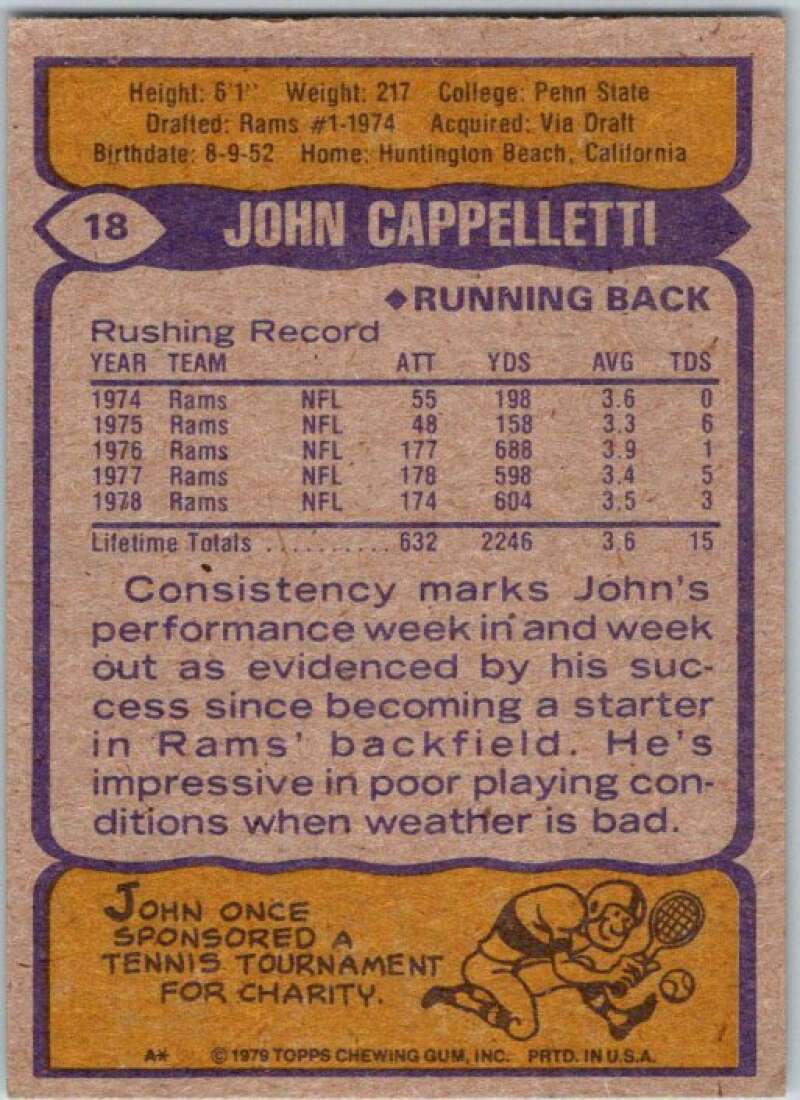 Height: 6'1" Weight: 217 College: Penn State
Drafted: Rams #1-1974 Acquired: Via Draft
Birthdate: 8-9-52 Home: Huntington Beach, California
18 JOHN CAPPELLETTI
◆RUNNING BACK
Rushing Record
YEAR TEAM ATT YDS AVG TDS
1974 Rams NFL 55 198 3.6 0
1975 Rams NFL 48 158 3.3 6
1976 Rams NFL 177 688 3.9 1
1977 Rams NFL 178 598 3.4 5
1978 Rams NFL 174 604 3.5 3
Lifetime Totals .......... 632 2246 3.6 15
Consistency marks John's
performance week in and week
out as evidenced by his suc-
cess since becoming a starter
in Rams' backfield. He's
impressive in poor playing con-
ditions when weather is bad.
JOHN ONCE
SPONSORED A
TENNIS TOURNAMENT
FOR CHARITY.
A* © 1979 TOPPS CHEWING GUM, INC. PRTD. IN U.S.A.